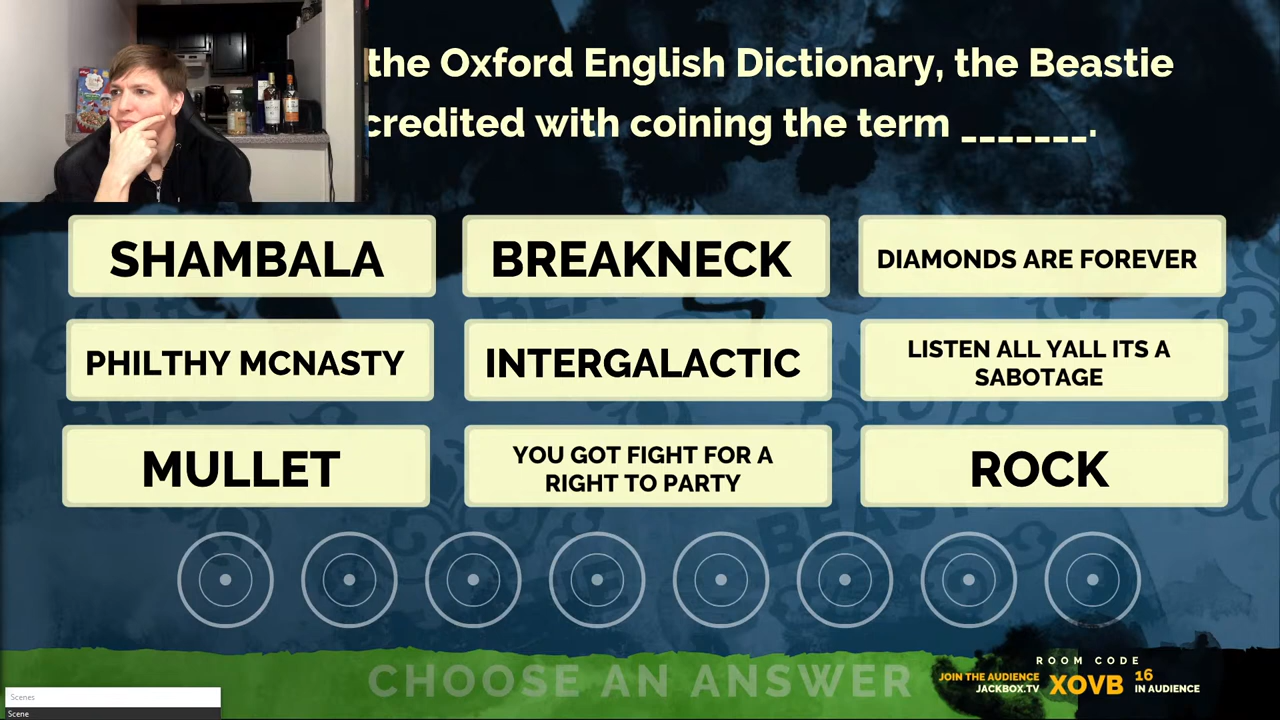 the Oxford English Dictionary, the Beastie
credited with coining the term _______.
SHAMBALA
BREAKNECK
DIAMONDS ARE FOREVER
PHILTHY MCNASTY
INTERGALACTIC
LISTEN ALL YALL ITS A
SABOTAGE
MULLET
YOU GOT FIGHT FOR A
RIGHT TO PARTY
ROCK
CHOOSE AN ANSWER
ROOM CODE
JOIN THE AUDIENCE
JACKBOX.TV
XOVB
16
IN AUDIENCE
Scenes
Scene